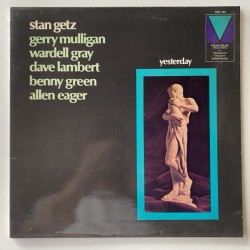 stan getz
gerry mulligan
wardell gray
dave lambert
benny green
allen eager
yesterday